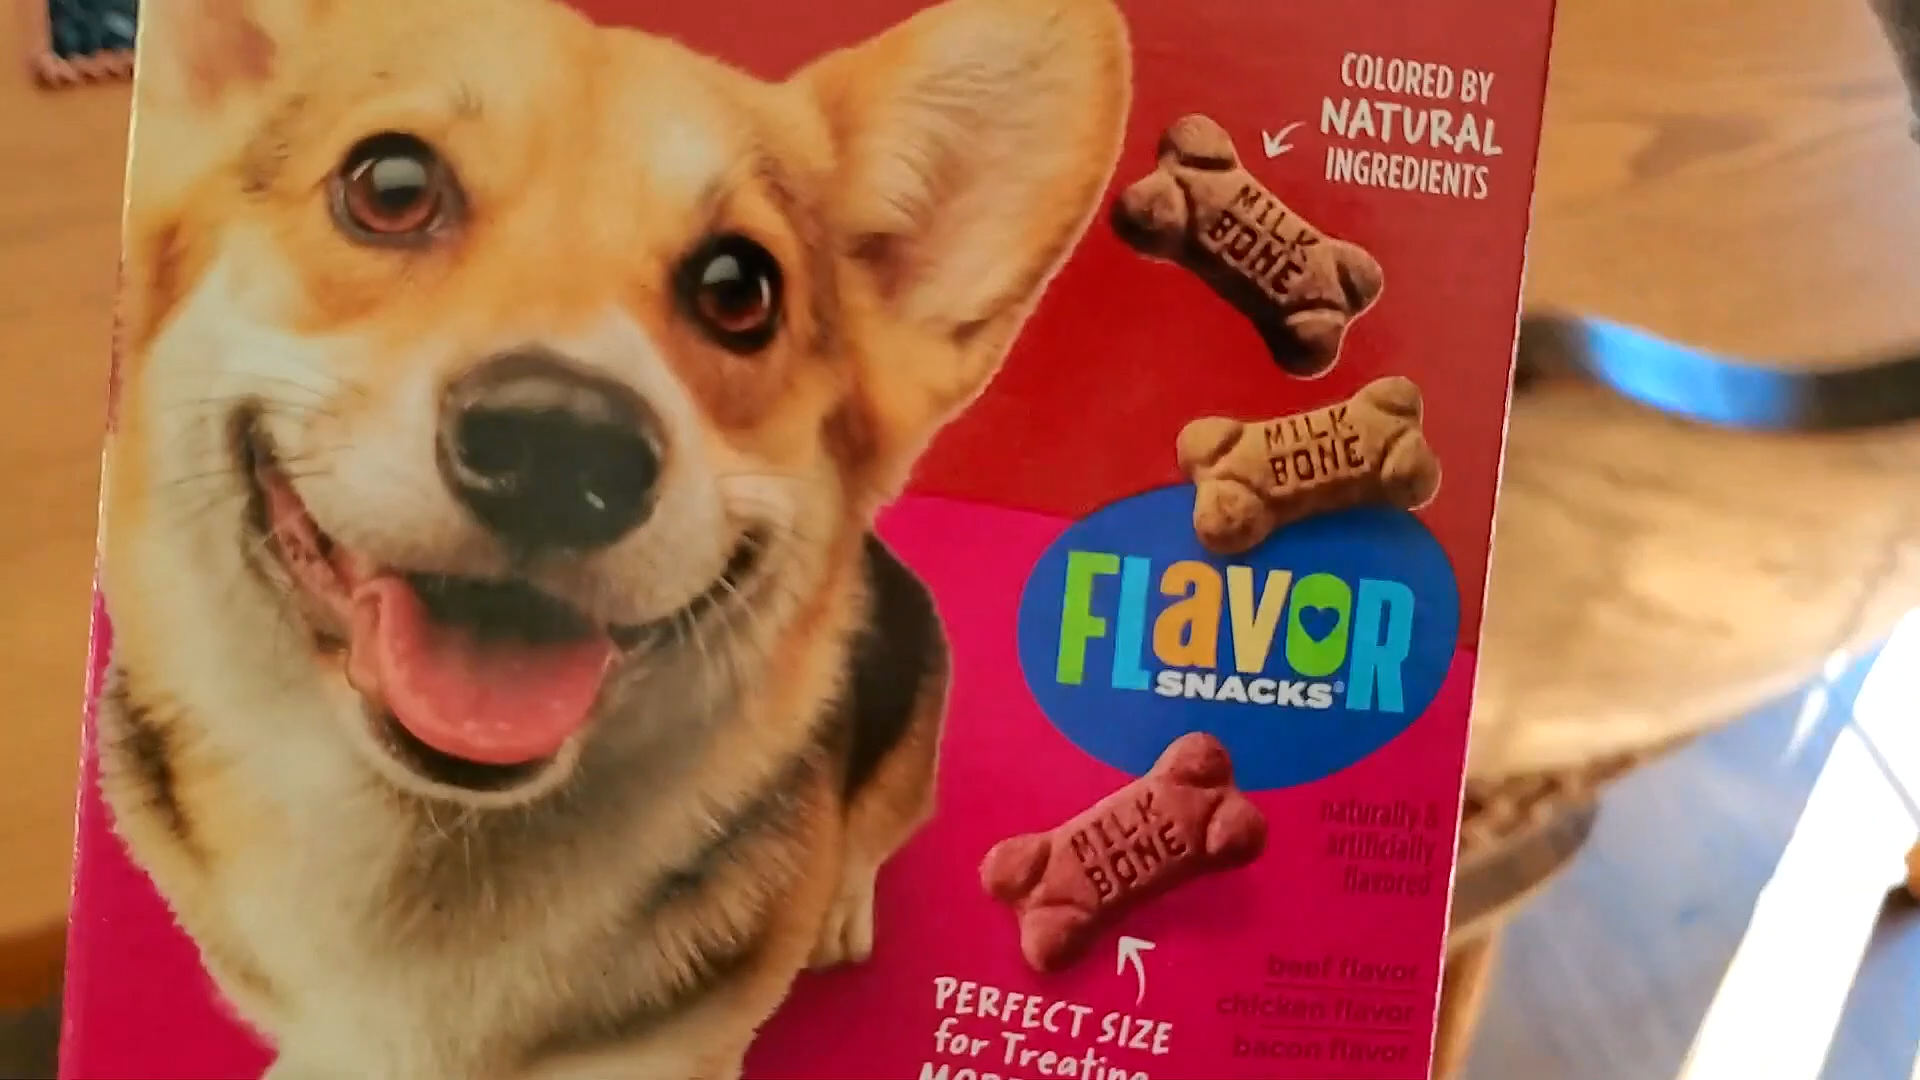 COLORED BY
NATURAL
INGREDIENTS
MILK
BONE
MILK
BONE
FLavoR
SNACKS®
MILK
BONE
naturally &
artificially
flavored
beef flavor
chicken flavor
bacon flavor
PERFECT SIZE
for Treating